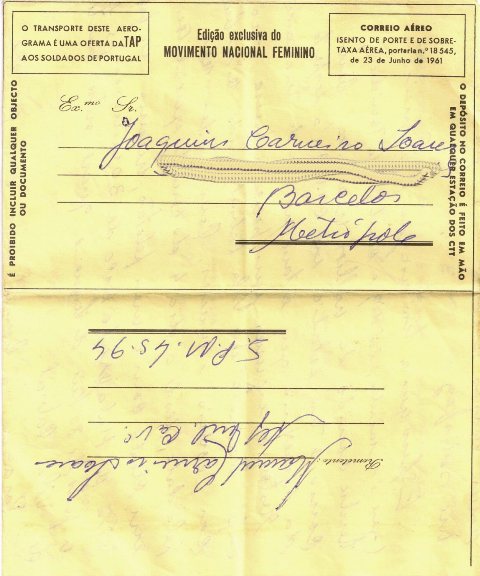 O TRANSPORTE DESTE AERO-
GRAMA É UMA OFERTA DA TAP
AOS SOLDADOS DE PORTUGAL
Edição exclusiva do
MOVIMENTO NACIONAL FEMININO
CORREIO AÉREO
ISENTO DE PORTE E DE SOBRE-
TAXA AÉREA, portaria n.º 18 545,
de 23 de Junho de 1961
É PROIBIDO INCLUIR QUALQUER OBJECTO
OU DOCUMENTO
O DEPÓSITO NO CORREIO É FEITO EM MÃO
EM QUALQUER ESTAÇÃO DOS CTT
Ex.mo Sr.
Joaquim Carneiro Soares
Barcelos
Metrópole
Remetente: Manuel Carneiro Soares
S.P.M. 4594